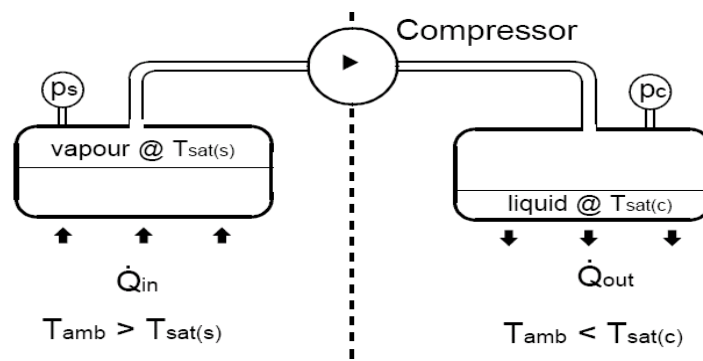 Compressor
ps
pc
vapour @ Tsat(s)
liquid @ Tsat(c)
Q̇in
Q̇out
Tamb > Tsat(s)
Tamb < Tsat(c)